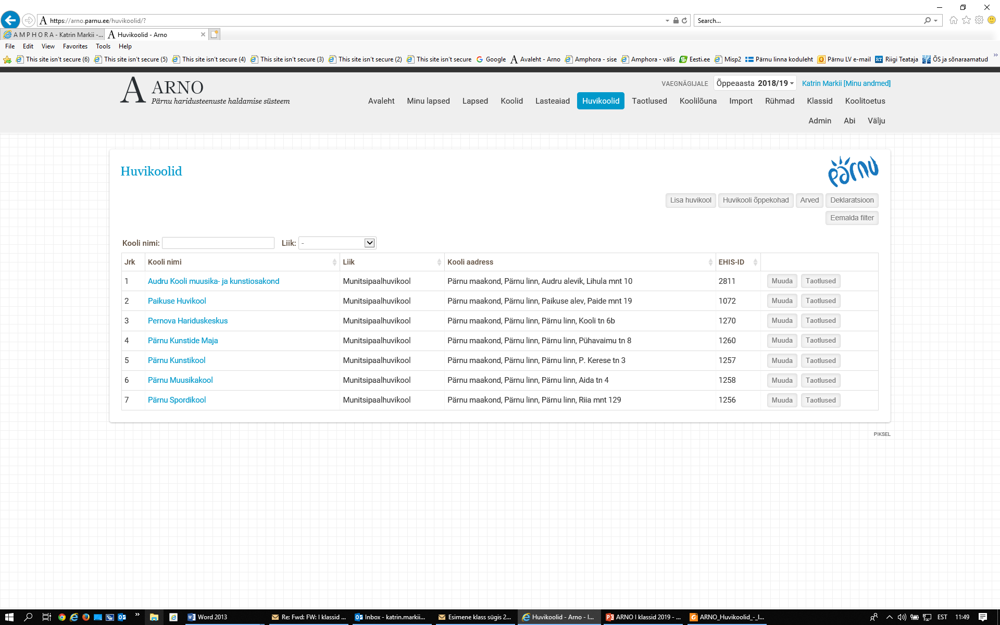 https://arno.parnu.ee/huvikoolid/?
Search...
A M P H O R A - Katrin Markii -...
Huvikoolid - Arno
File Edit View Favorites Tools Help
This site isn't secure (6) This site isn't secure (5) This site isn't secure (4) This site isn't secure (3) This site isn't secure (2) This site isn't secure Google Avaleht - Arno Amphora - sise Amphora - välis Eesti.ee Misp2 Pärnu linna koduleht Pärnu LV e-mail RT Riigi Teataja ÕS ja sõnaraamatud
A ARNO
Pärnu haridusteenuste haldamise süsteem
VAEGNÄGIJALE Õppeaasta 2018/19 Katrin Markii [Minu andmed]
Avaleht Minu lapsed Lapsed Koolid Lasteaiad Huvikoolid Taotlused Koolilõuna Import Rühmad Klassid Koolitoetus
Admin Abi Välju
Huvikoolid
pärnu
Lisa huvikool Huvikooli õppekohad Arved Deklaratsioon
Eemalda filter
Kooli nimi: Liik: -
Jrk Kooli nimi Liik Kooli aadress EHIS-ID
1 Audru Kooli muusika- ja kunstiosakond Munitsipaalhuvikool Pärnu maakond, Pärnu linn, Audru alevik, Lihula mnt 10 2811 Muuda Taotlused
2 Paikuse Huvikool Munitsipaalhuvikool Pärnu maakond, Pärnu linn, Paikuse alev, Paide mnt 19 1072 Muuda Taotlused
3 Pernova Hariduskeskus Munitsipaalhuvikool Pärnu maakond, Pärnu linn, Pärnu linn, Kooli tn 6b 1270 Muuda Taotlused
4 Pärnu Kunstide Maja Munitsipaalhuvikool Pärnu maakond, Pärnu linn, Pärnu linn, Pühavaimu tn 8 1260 Muuda Taotlused
5 Pärnu Kunstikool Munitsipaalhuvikool Pärnu maakond, Pärnu linn, Pärnu linn, P. Kerese tn 3 1257 Muuda Taotlused
6 Pärnu Muusikakool Munitsipaalhuvikool Pärnu maakond, Pärnu linn, Pärnu linn, Aida tn 4 1258 Muuda Taotlused
7 Pärnu Spordikool Munitsipaalhuvikool Pärnu maakond, Pärnu linn, Pärnu linn, Riia mnt 129 1256 Muuda Taotlused
PIKSEL
Word 2013 Re: Fwd: FW: I klassid ... Inbox - katrin.markii... Esimene klass sügis 2... Huvikoolid - Arno - I... ARNO I klassid 2019 - ... ARNO_Huvikoolid_-_I... EST 11:49